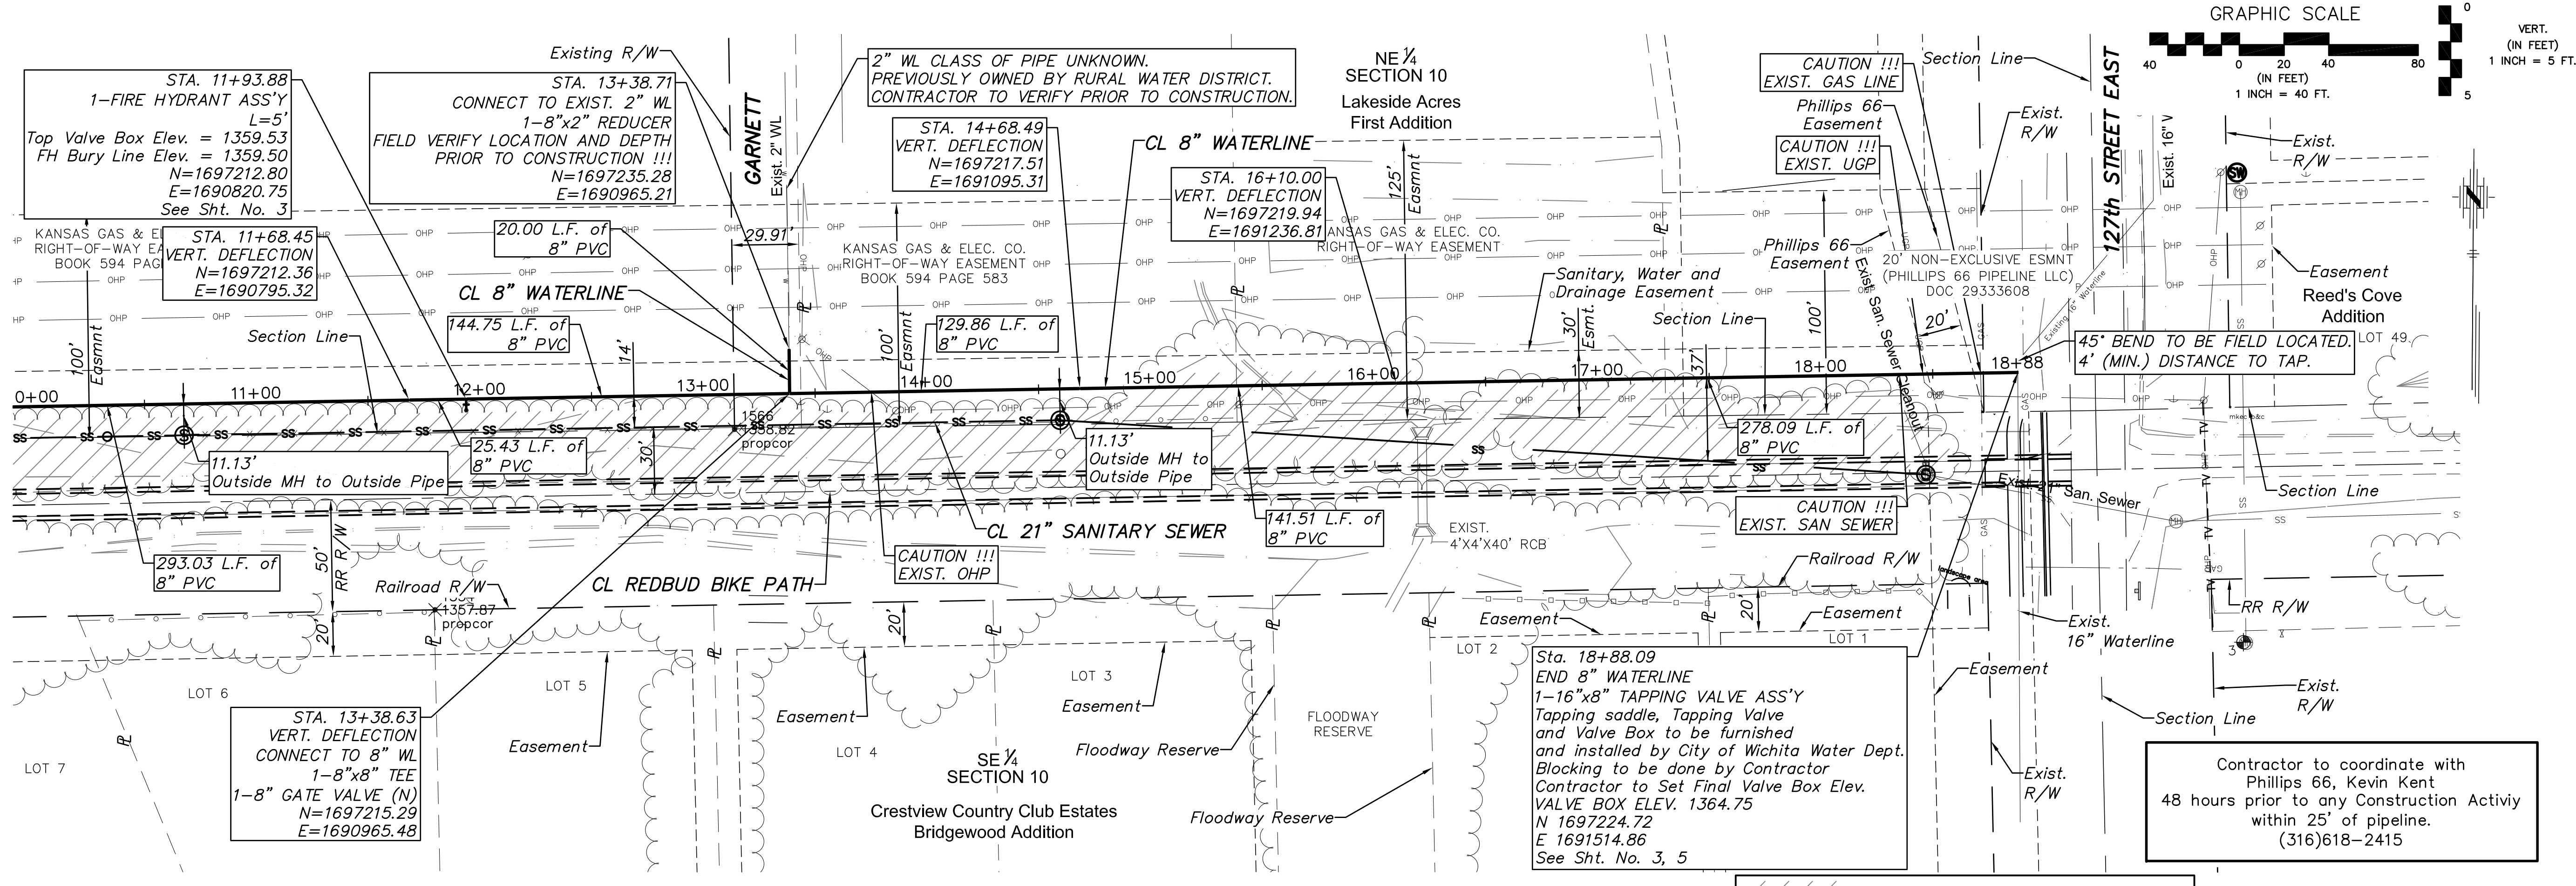 GRAPHIC SCALE
40
0
20
40
80
(IN FEET)
1 INCH = 40 FT.
0
5
VERT.
(IN FEET)
1 INCH = 5 FT.
STA. 11+93.88
1-FIRE HYDRANT ASS'Y
L=5'
Top Valve Box Elev. = 1359.53
FH Bury Line Elev. = 1359.50
N=1697212.80
E=1690820.75
See Sht. No. 3
Existing R/W
STA. 13+38.71
CONNECT TO EXIST. 2" WL
1-8"x2" REDUCER
FIELD VERIFY LOCATION AND DEPTH
PRIOR TO CONSTRUCTION !!!
N=1697235.28
E=1690965.21
GARNETT
Exist. 2" WL
2" WL CLASS OF PIPE UNKNOWN.
PREVIOUSLY OWNED BY RURAL WATER DISTRICT.
CONTRACTOR TO VERIFY PRIOR TO CONSTRUCTION.
STA. 14+68.49
VERT. DEFLECTION
N=1697217.51
E=1691095.31
CL 8" WATERLINE
NE ¼
SECTION 10
Lakeside Acres
First Addition
STA. 16+10.00
VERT. DEFLECTION
N=1697219.94
E=1691236.81
125'
Easmnt
CAUTION !!!
EXIST. GAS LINE
Phillips 66
Easement
CAUTION !!!
EXIST. UGP
Section Line
Exist.
R/W
127th STREET EAST
Exist. 16"
Exist.
R/W
SW
MH
N
KANSAS GAS & EL
RIGHT-OF-WAY EA
BOOK 594 PAG
STA. 11+68.45
VERT. DEFLECTION
N=1697212.36
E=1690795.32
20.00 L.F. of
8" PVC
29.91'
KANSAS GAS & ELEC. CO.
RIGHT-OF-WAY EASEMENT
BOOK 594 PAGE 583
ANSAS GAS & ELEC. CO.
RIGHT-OF-WAY EASEMENT
Phillips 66
Easement
20' NON-EXCLUSIVE ESMNT
(PHILLIPS 66 PIPELINE LLC)
DOC 29333608
Easement
Reed's Cove
Addition
LOT 49
CL 8" WATERLINE
Sanitary, Water and
Drainage Easement
Existing 16" Waterline
Exist. San. Sewer Cleanout
100'
Easmnt
Section Line
144.75 L.F. of
8" PVC
14'
100'
Easmnt
129.86 L.F. of
8" PVC
30'
Esmt.
Section Line
37'
100'
20'
45° BEND TO BE FIELD LOCATED.
4' (MIN.) DISTANCE TO TAP.
0+00
11+00
12+00
13+00
14+00
15+00
16+00
17+00
18+00
18+88
1566
1358.82
propcor
mkec
25.43 L.F. of
8" PVC
11.13'
Outside MH to Outside Pipe
30'
11.13'
Outside MH to
Outside Pipe
278.09 L.F. of
8" PVC
Exist. 21" San. Sewer
Section Line
CL 21" SANITARY SEWER
141.51 L.F. of
8" PVC
EXIST.
4'X4'X40' RCB
CAUTION !!!
EXIST. SAN SEWER
MH
293.03 L.F. of
8" PVC
50'
RR R/W
Railroad R/W
CAUTION !!!
EXIST. OHP
CL REDBUD BIKE PATH
Railroad R/W
landscape area
1357.87
propcor
20'
20'
20'
Easement
Easement
LOT 1
Exist.
16" Waterline
RR R/W
3
LOT 6
LOT 5
LOT 3
LOT 2
STA. 13+38.63
VERT. DEFLECTION
CONNECT TO 8" WL
1-8"x8" TEE
1-8" GATE VALVE (N)
N=1697215.29
E=1690965.48
Easement
Easement
LOT 4
Easement
Floodway Reserve
FLOODWAY
RESERVE
Floodway Reserve
LOT 7
SE ¼
SECTION 10
Crestview Country Club Estates
Bridgewood Addition
Sta. 18+88.09
END 8" WATERLINE
1-16"x8" TAPPING VALVE ASS'Y
Tapping saddle, Tapping Valve
and Valve Box to be furnished
and installed by City of Wichita Water Dept.
Blocking to be done by Contractor
Contractor to Set Final Valve Box Elev.
VALVE BOX ELEV. 1364.75
N 1697224.72
E 1691514.86
See Sht. No. 3, 5
Easement
Exist.
R/W
Section Line
Exist.
R/W
Contractor to coordinate with
Phillips 66, Kevin Kent
48 hours prior to any Construction Activiy
within 25' of pipeline.
(316)618-2415